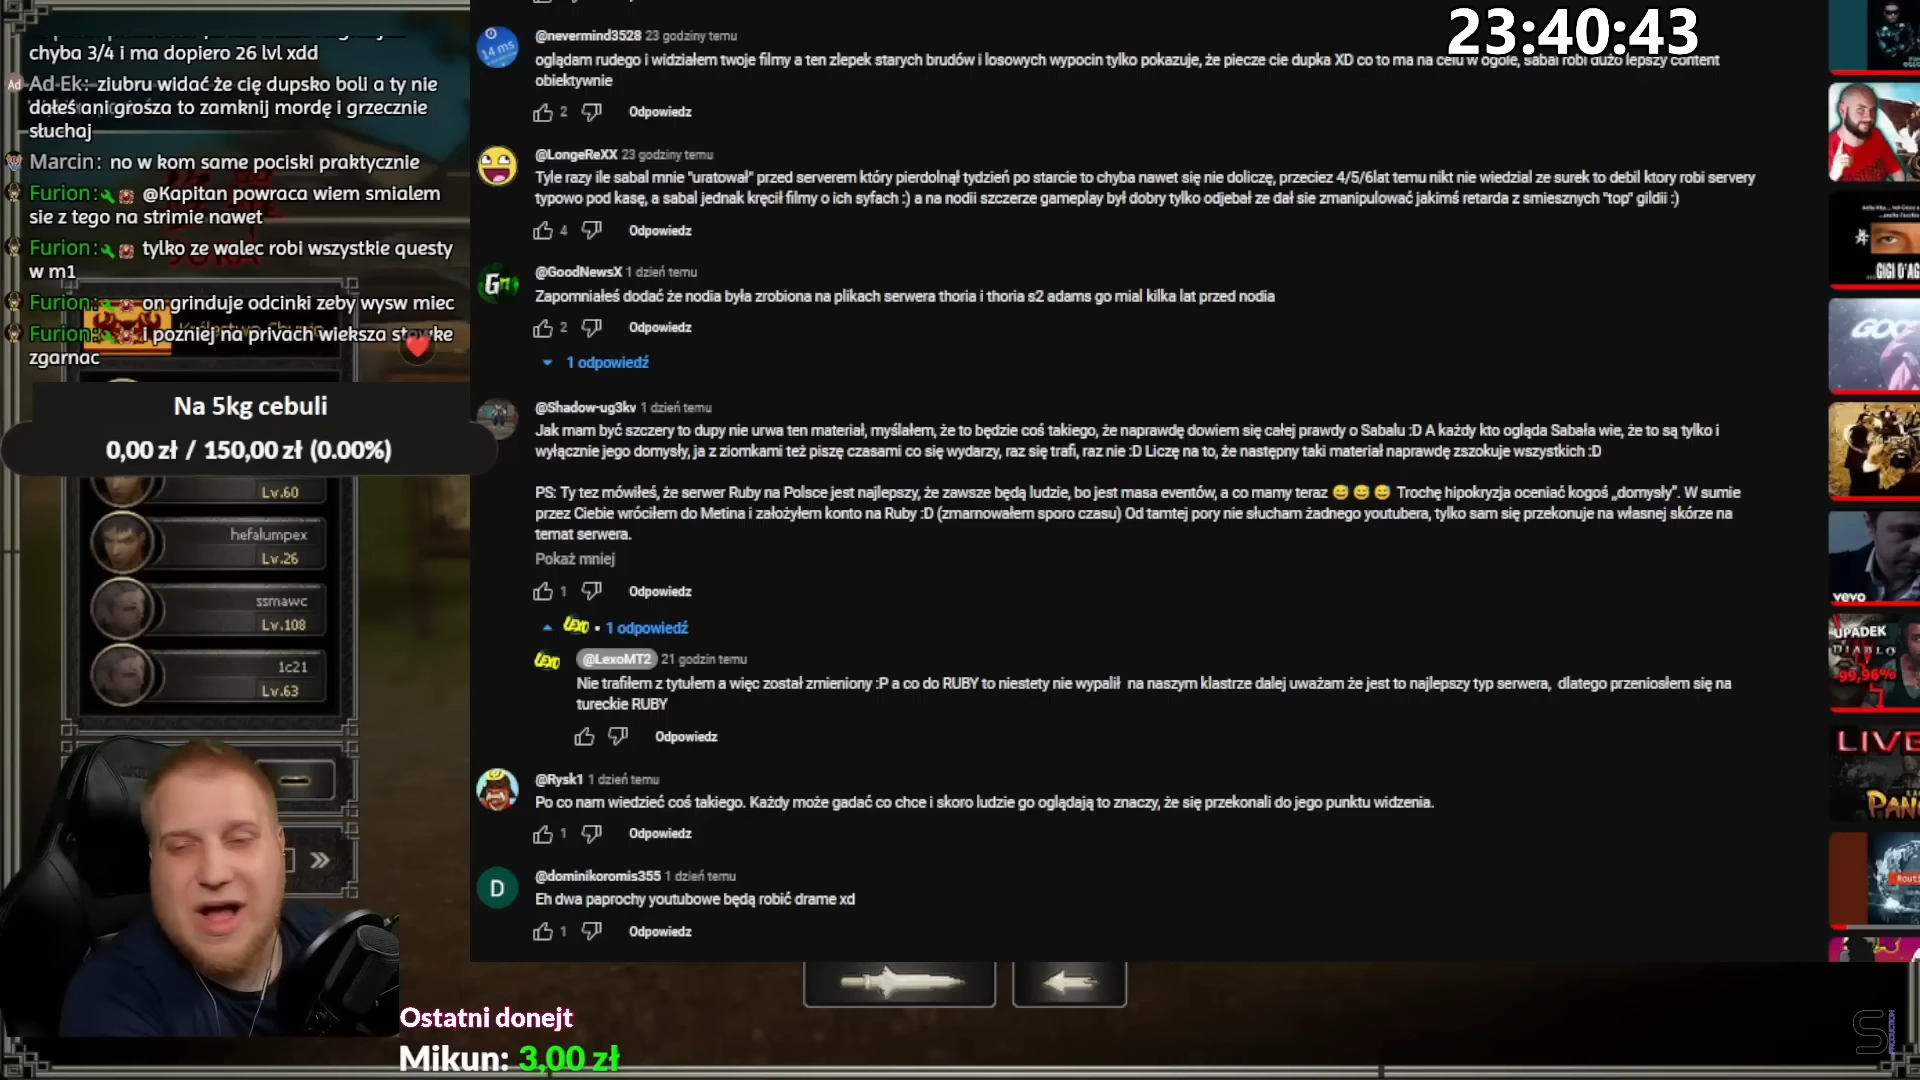 chyba 3/4 i ma dopiero 26 lvl xdd
Ad-Ek: ziubru widać że cię dupsko boli a ty nie
dałeś ani grosza to zamknij mordę i grzecznie
słuchaj
Marcin: no w kom same pociski praktycznie
Furion: @Kapitan powraca wiem smialem
sie z tego na strimie nawet
Furion: tylko ze walec robi wszystkie questy
w m1
Furion: on grinduje odcinki zeby wysw miec
Furion: i pozniej na privach wieksza stawke
zgarnac
Na 5kg cebuli
0,00 zł / 150,00 zł (0.00%)
Lv.60
hefalumpex
Lv.26
ssmawc
Lv.108
1c21
Lv.63
23:40:43
14 ms
@nevermind3528 23 godziny temu
oglądam rudego i widziałem twoje filmy a ten zlepek starych brudów i losowych wypocin tylko pokazuje, że piecze cie dupka XD co to ma na celu w ogole, sabal robi dużo lepszy content
obiektywnie
2 Odpowiedz
@LongeReXX 23 godziny temu
Tyle razy ile sabal mnie "uratował" przed serwerem który pierdolnął tydzień po starcie to chyba nawet się nie doliczę, przeciez 4/5/6lat temu nikt nie wiedzial ze surek to debil ktory robi servery
typowo pod kasę, a sabal jednak kręcił filmy o ich syfach :) a na nodii szczerze gameplay był dobry tylko odjebał ze dał sie zmanipulować jakimś retarda z smiesznych "top" gildii :)
4 Odpowiedz
@GoodNewsX 1 dzień temu
Zapomniałeś dodać że nodia była zrobiona na plikach serwera thoria i thoria s2 adams go mial kilka lat przed nodia
2 Odpowiedz
1 odpowiedź
@Shadow-ug3kv 1 dzień temu
Jak mam być szczery to dupy nie urwa ten materiał, myślałem, że to będzie coś takiego, że naprawdę dowiem się całej prawdy o Sabalu :D A każdy kto ogląda Sabała wie, że to są tylko i
wyłącznie jego domysły, ja z ziomkami też piszę czasami co się wydarzy, raz się trafi, raz nie :D Liczę na to, że następny taki materiał naprawdę zszokuje wszystkich :D
PS: Ty tez mówiłeś, że serwer Ruby na Polsce jest najlepszy, że zawsze będą ludzie, bo jest masa eventów, a co mamy teraz 😅 😅 😅 Trochę hipokryzja oceniać kogoś „domysły”. W sumie
przez Ciebie wróciłem do Metina i założyłem konto na Ruby :D (zmarnowałem sporo czasu) Od tamtej pory nie słucham żadnego youtubera, tylko sam się przekonuje na własnej skórze na
temat serwera.
Pokaż mniej
1 Odpowiedz
LEXO • 1 odpowiedź
LEXO @LexoMT2 21 godzin temu
Nie trafiłem z tytułem a więc został zmieniony :P a co do RUBY to niestety nie wypalił na naszym klastrze dalej uważam że jest to najlepszy typ serwera, dlatego przeniosłem się na
tureckie RUBY
Odpowiedz
@Rysk1 1 dzień temu
Po co nam wiedzieć coś takiego. Każdy może gadać co chce i skoro ludzie go oglądają to znaczy, że się przekonali do jego punktu widzenia.
1 Odpowiedz
D
@dominikoromis355 1 dzień temu
Eh dwa paprochy youtubowe będą robić drame xd
1 Odpowiedz
vevo
UPADEK
DIABLO
-99,96%
LIVE
Ostatni donejt
Mikun: 3,00 zł